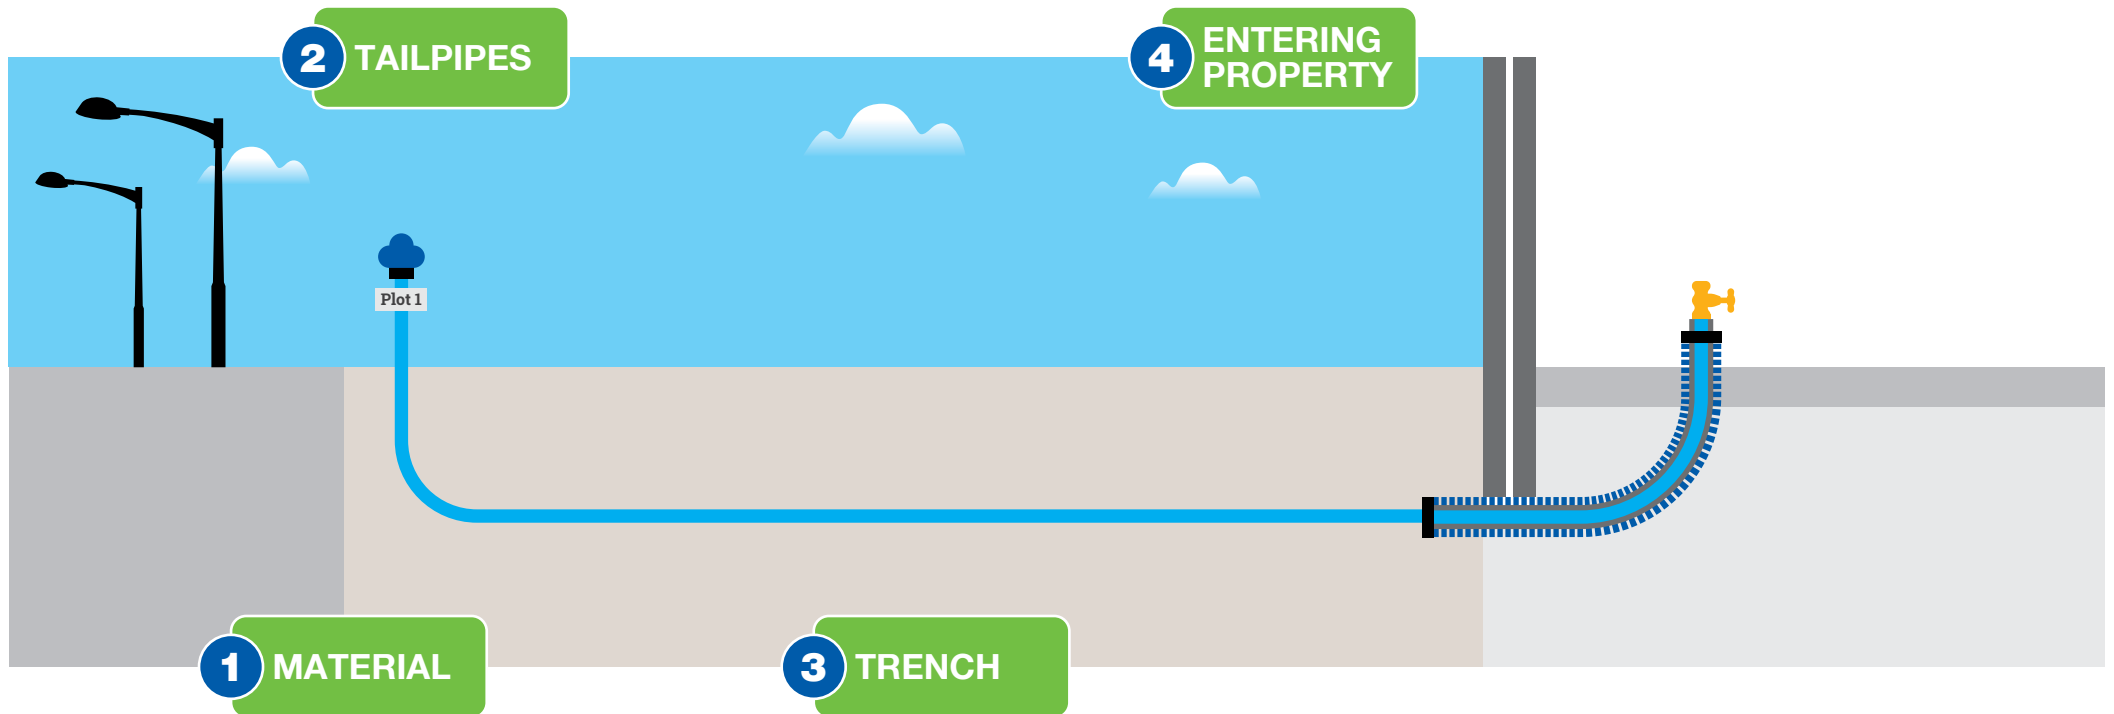 2 TAILPIPES
4 ENTERING
PROPERTY
Plot 1
1 MATERIAL
3 TRENCH